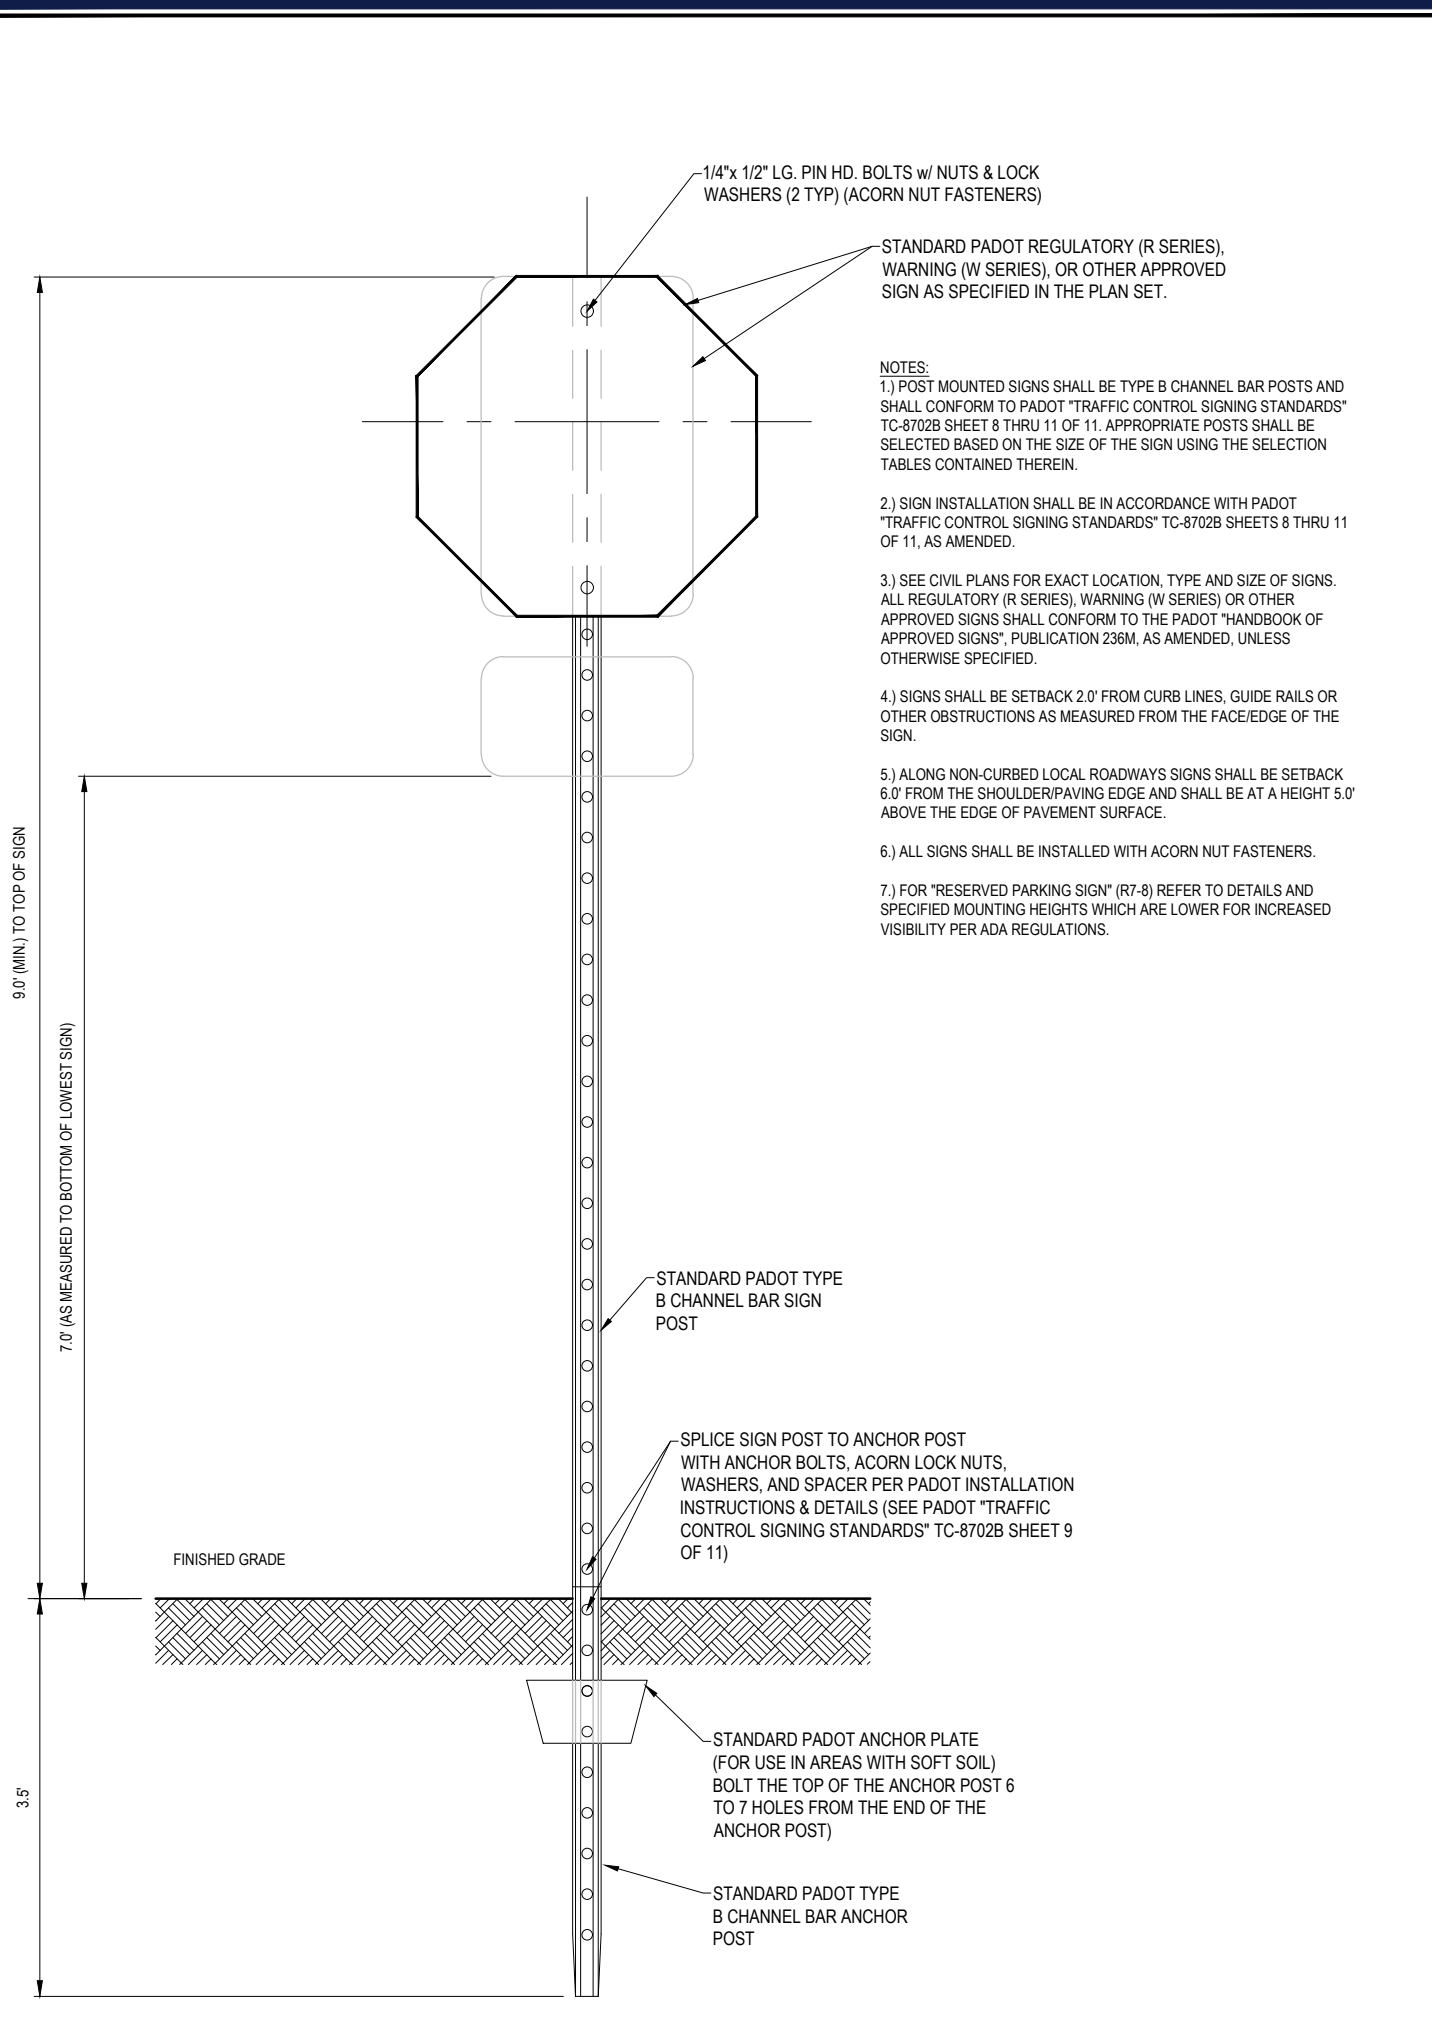 1/4"x 1/2" LG. PIN HD. BOLTS w/ NUTS & LOCK
WASHERS (2 TYP) (ACORN NUT FASTENERS)
STANDARD PADOT REGULATORY (R SERIES),
WARNING (W SERIES), OR OTHER APPROVED
SIGN AS SPECIFIED IN THE PLAN SET.
NOTES:
1.) POST MOUNTED SIGNS SHALL BE TYPE B CHANNEL BAR POSTS AND
SHALL CONFORM TO PADOT "TRAFFIC CONTROL SIGNING STANDARDS"
TC-8702B SHEET 8 THRU 11 OF 11. APPROPRIATE POSTS SHALL BE
SELECTED BASED ON THE SIZE OF THE SIGN USING THE SELECTION
TABLES CONTAINED THEREIN.
2.) SIGN INSTALLATION SHALL BE IN ACCORDANCE WITH PADOT
"TRAFFIC CONTROL SIGNING STANDARDS" TC-8702B SHEETS 8 THRU 11
OF 11, AS AMENDED.
3.) SEE CIVIL PLANS FOR EXACT LOCATION, TYPE AND SIZE OF SIGNS.
ALL REGULATORY (R SERIES), WARNING (W SERIES) OR OTHER
APPROVED SIGNS SHALL CONFORM TO THE PADOT "HANDBOOK OF
APPROVED SIGNS", PUBLICATION 236M, AS AMENDED, UNLESS
OTHERWISE SPECIFIED.
4.) SIGNS SHALL BE SETBACK 2.0' FROM CURB LINES, GUIDE RAILS OR
OTHER OBSTRUCTIONS AS MEASURED FROM THE FACE/EDGE OF THE
SIGN.
5.) ALONG NON-CURBED LOCAL ROADWAYS SIGNS SHALL BE SETBACK
6.0' FROM THE SHOULDER/PAVING EDGE AND SHALL BE AT A HEIGHT 5.0'
ABOVE THE EDGE OF PAVEMENT SURFACE.
6.) ALL SIGNS SHALL BE INSTALLED WITH ACORN NUT FASTENERS.
7.) FOR "RESERVED PARKING SIGN" (R7-8) REFER TO DETAILS AND
SPECIFIED MOUNTING HEIGHTS WHICH ARE LOWER FOR INCREASED
VISIBILITY PER ADA REGULATIONS.
9.0' (MIN.) TO TOP OF SIGN
7.0' (AS MEASURED TO BOTTOM OF LOWEST SIGN)
STANDARD PADOT TYPE
B CHANNEL BAR SIGN
POST
SPLICE SIGN POST TO ANCHOR POST
WITH ANCHOR BOLTS, ACORN LOCK NUTS,
WASHERS, AND SPACER PER PADOT INSTALLATION
INSTRUCTIONS & DETAILS (SEE PADOT "TRAFFIC
CONTROL SIGNING STANDARDS" TC-8702B SHEET 9
OF 11)
FINISHED GRADE
STANDARD PADOT ANCHOR PLATE
(FOR USE IN AREAS WITH SOFT SOIL)
BOLT THE TOP OF THE ANCHOR POST 6
TO 7 HOLES FROM THE END OF THE
ANCHOR POST)
3.5'
STANDARD PADOT TYPE
B CHANNEL BAR ANCHOR
POST